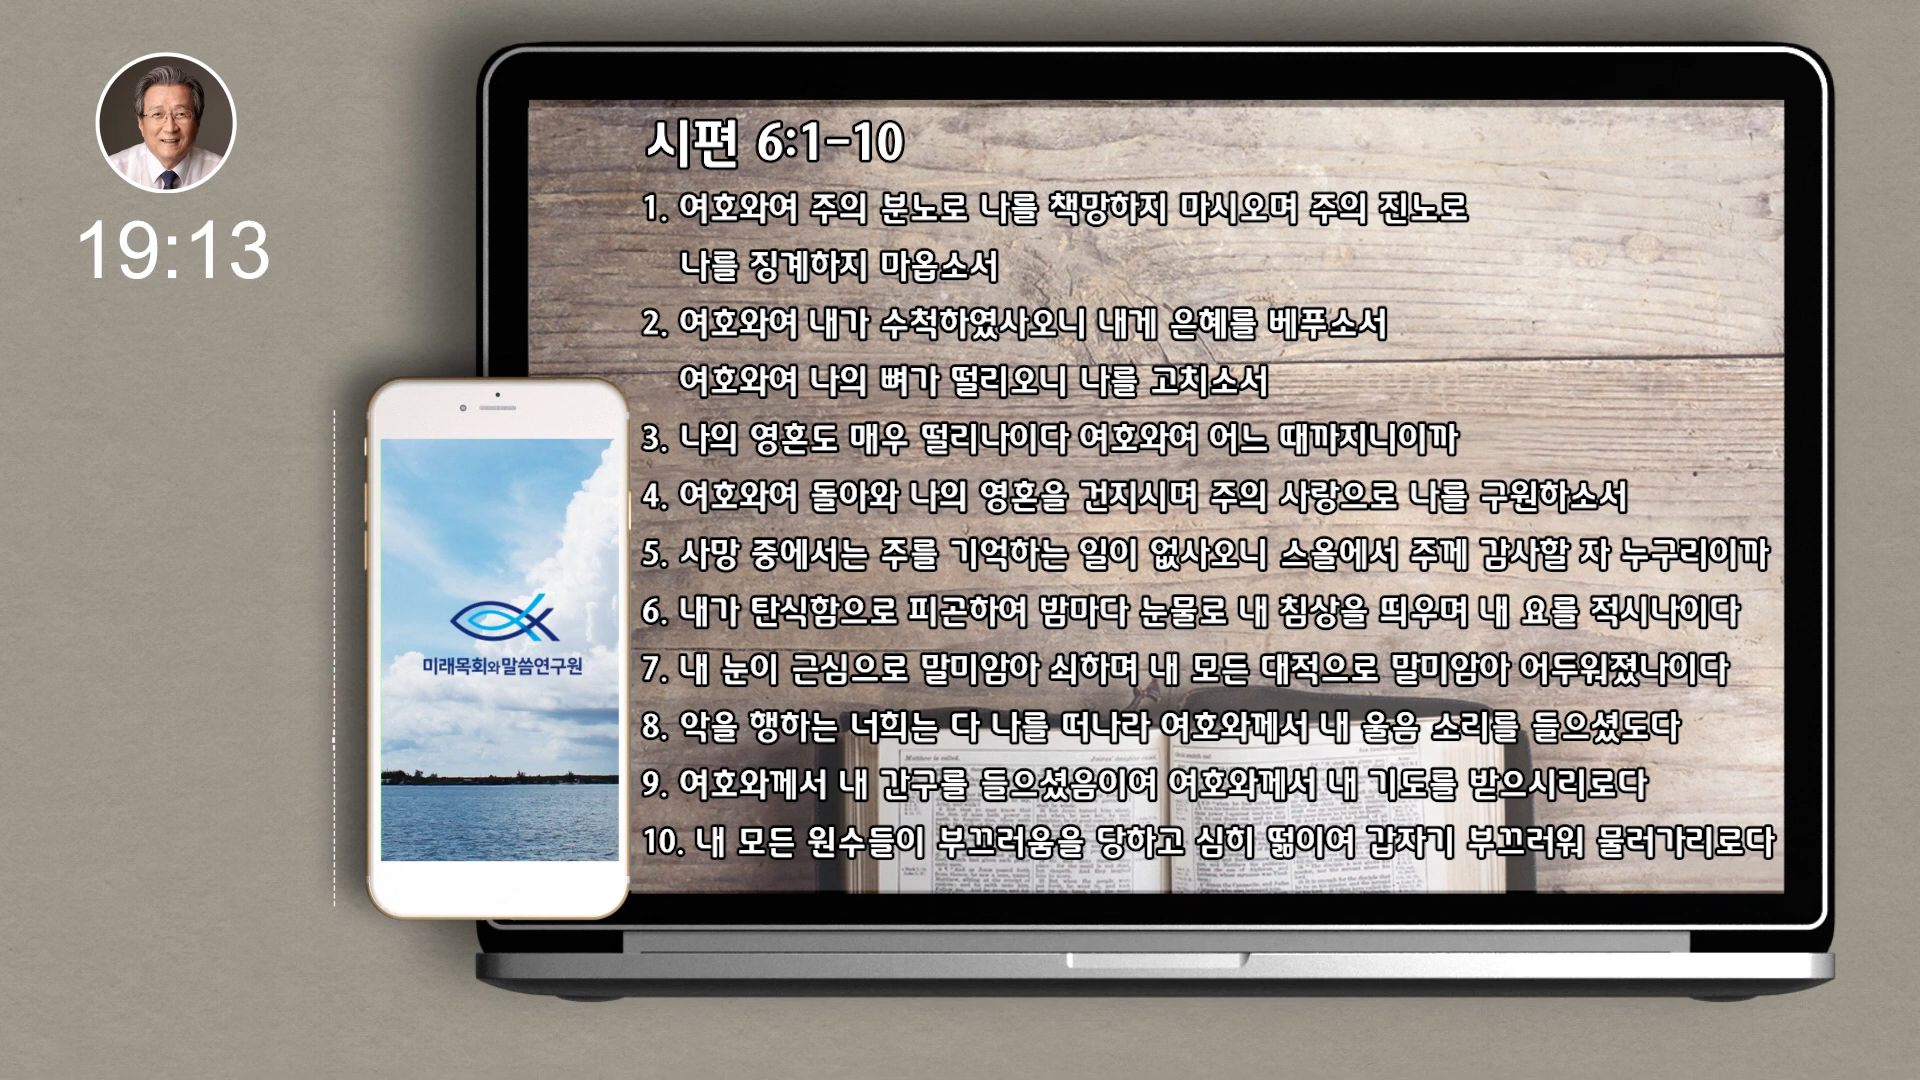 19:13
시편 6:1-10
1. 여호와여 주의 분노로 나를 책망하지 마시오며 주의 진노로
나를 징계하지 마옵소서
2. 여호와여 내가 수척하였사오니 내게 은혜를 베푸소서
여호와여 나의 뼈가 떨리오니 나를 고치소서
3. 나의 영혼도 매우 떨리나이다 여호와여 어느 때까지니이까
4. 여호와여 돌아와 나의 영혼을 건지시며 주의 사랑으로 나를 구원하소서
5. 사망 중에서는 주를 기억하는 일이 없사오니 스올에서 주께 감사할 자 누구리이까
6. 내가 탄식함으로 피곤하여 밤마다 눈물로 내 침상을 띄우며 내 요를 적시나이다
7. 내 눈이 근심으로 말미암아 쇠하며 내 모든 대적으로 말미암아 어두워졌나이다
8. 악을 행하는 너희는 다 나를 떠나라 여호와께서 내 울음 소리를 들으셨도다
9. 여호와께서 내 간구를 들으셨음이여 여호와께서 내 기도를 받으시리로다
10. 내 모든 원수들이 부끄러움을 당하고 심히 떪이여 갑자기 부끄러워 물러가리로다
미래목회와말씀연구원